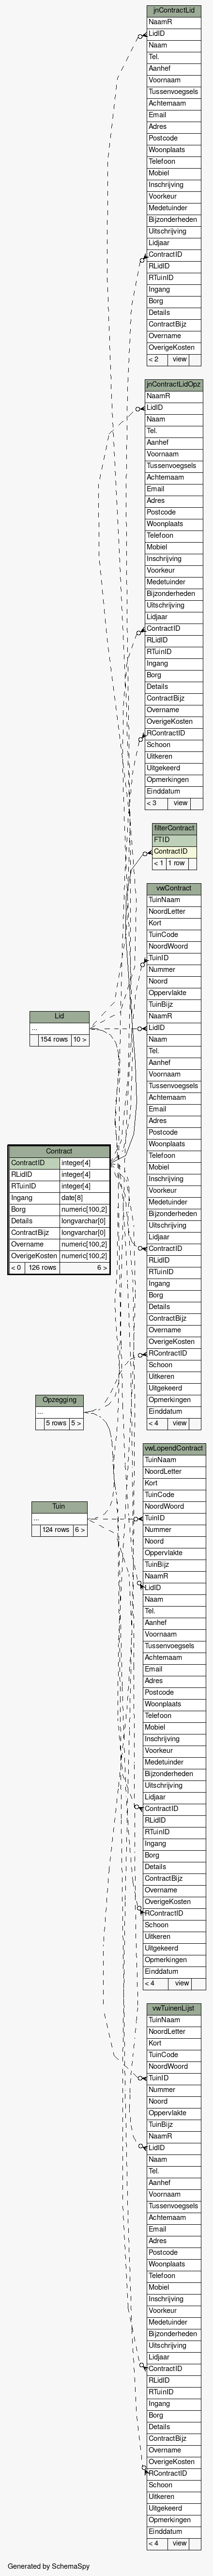 jnContractLid
NaamR
LidID
Naam
Tel.
Aanhef
Voornaam
Tussenvoegsels
Achternaam
Email
Adres
Postcode
Woonplaats
Telefoon
Mobiel
Inschrijving
Voorkeur
Medetuinder
Bijzonderheden
Uitschrijving
Lidjaar
ContractID
RLidID
RTuinID
Ingang
Borg
Details
ContractBijz
Overname
OverigeKosten
< 2 view
jnContractLidOpz
NaamR
LidID
Naam
Tel.
Aanhef
Voornaam
Tussenvoegsels
Achternaam
Email
Adres
Postcode
Woonplaats
Telefoon
Mobiel
Inschrijving
Voorkeur
Medetuinder
Bijzonderheden
Uitschrijving
Lidjaar
ContractID
RLidID
RTuinID
Ingang
Borg
Details
ContractBijz
Overname
OverigeKosten
RContractID
Schoon
Uitkeren
Uitgekeerd
Opmerkingen
Einddatum
< 3 view
filterContract
FTID
ContractID
< 1 1 row
vwContract
TuinNaam
NoordLetter
Kort
TuinCode
NoordWoord
TuinID
Nummer
Noord
Oppervlakte
TuinBijz
NaamR
LidID
Naam
Tel.
Aanhef
Voornaam
Tussenvoegsels
Achternaam
Email
Adres
Postcode
Woonplaats
Telefoon
Mobiel
Inschrijving
Voorkeur
Medetuinder
Bijzonderheden
Uitschrijving
Lidjaar
ContractID
RLidID
RTuinID
Ingang
Borg
Details
ContractBijz
Overname
OverigeKosten
RContractID
Schoon
Uitkeren
Uitgekeerd
Opmerkingen
Einddatum
< 4 view
Lid
...
154 rows 10 >
Contract
ContractID integer[4]
RLidID integer[4]
RTuinID integer[4]
Ingang date[8]
Borg numeric[100,2]
Details longvarchar[0]
ContractBijz longvarchar[0]
Overname numeric[100,2]
OverigeKosten numeric[100,2]
< 0 126 rows 6 >
Opzegging
...
5 rows 5 >
Tuin
...
124 rows 6 >
vwLopendContract
TuinNaam
NoordLetter
Kort
TuinCode
NoordWoord
TuinID
Nummer
Noord
Oppervlakte
TuinBijz
NaamR
LidID
Naam
Tel.
Aanhef
Voornaam
Tussenvoegsels
Achternaam
Email
Adres
Postcode
Woonplaats
Telefoon
Mobiel
Inschrijving
Voorkeur
Medetuinder
Bijzonderheden
Uitschrijving
Lidjaar
ContractID
RLidID
RTuinID
Ingang
Borg
Details
ContractBijz
Overname
OverigeKosten
RContractID
Schoon
Uitkeren
Uitgekeerd
Opmerkingen
Einddatum
< 4 view
vwTuinenLijst
TuinNaam
NoordLetter
Kort
TuinCode
NoordWoord
TuinID
Nummer
Noord
Oppervlakte
TuinBijz
NaamR
LidID
Naam
Tel.
Aanhef
Voornaam
Tussenvoegsels
Achternaam
Email
Adres
Postcode
Woonplaats
Telefoon
Mobiel
Inschrijving
Voorkeur
Medetuinder
Bijzonderheden
Uitschrijving
Lidjaar
ContractID
RLidID
RTuinID
Ingang
Borg
Details
ContractBijz
Overname
OverigeKosten
RContractID
Schoon
Uitkeren
Uitgekeerd
Opmerkingen
Einddatum
< 4 view
Generated by SchemaSpy